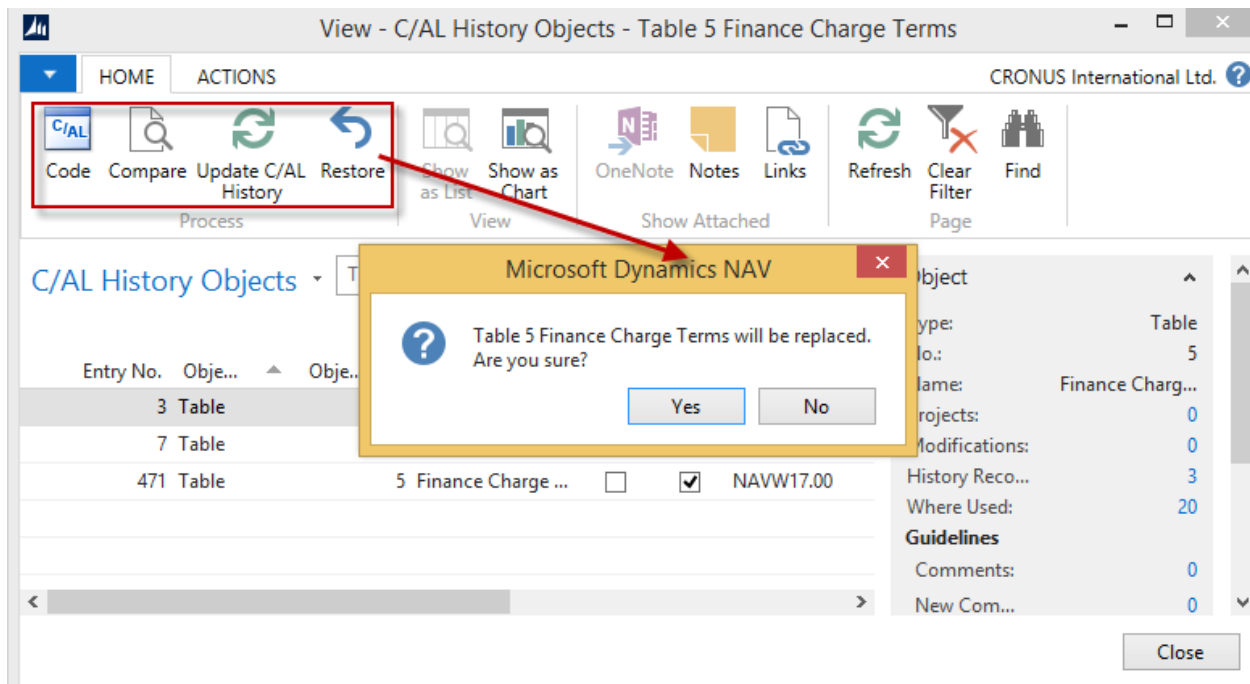 View - C/AL History Objects - Table 5 Finance Charge Terms
HOME ACTIONS CRONUS International Ltd.
C/AL
Code Compare Update C/AL History Restore Show as List Show as Chart OneNote Notes Links Refresh Clear Filter Find
Process View Show Attached Page
C/AL History Objects T
Microsoft Dynamics NAV
Table 5 Finance Charge Terms will be replaced.
Are you sure?
Yes No
Entry No. Obje... Obje..
3 Table
7 Table
471 Table 5 Finance Charge ... NAVW17.00
bject
ype: Table
lo.: 5
lame: Finance Charg...
rojects: 0
Modifications: 0
History Reco... 3
Where Used: 20
Guidelines
Comments: 0
New Com... 0
Close